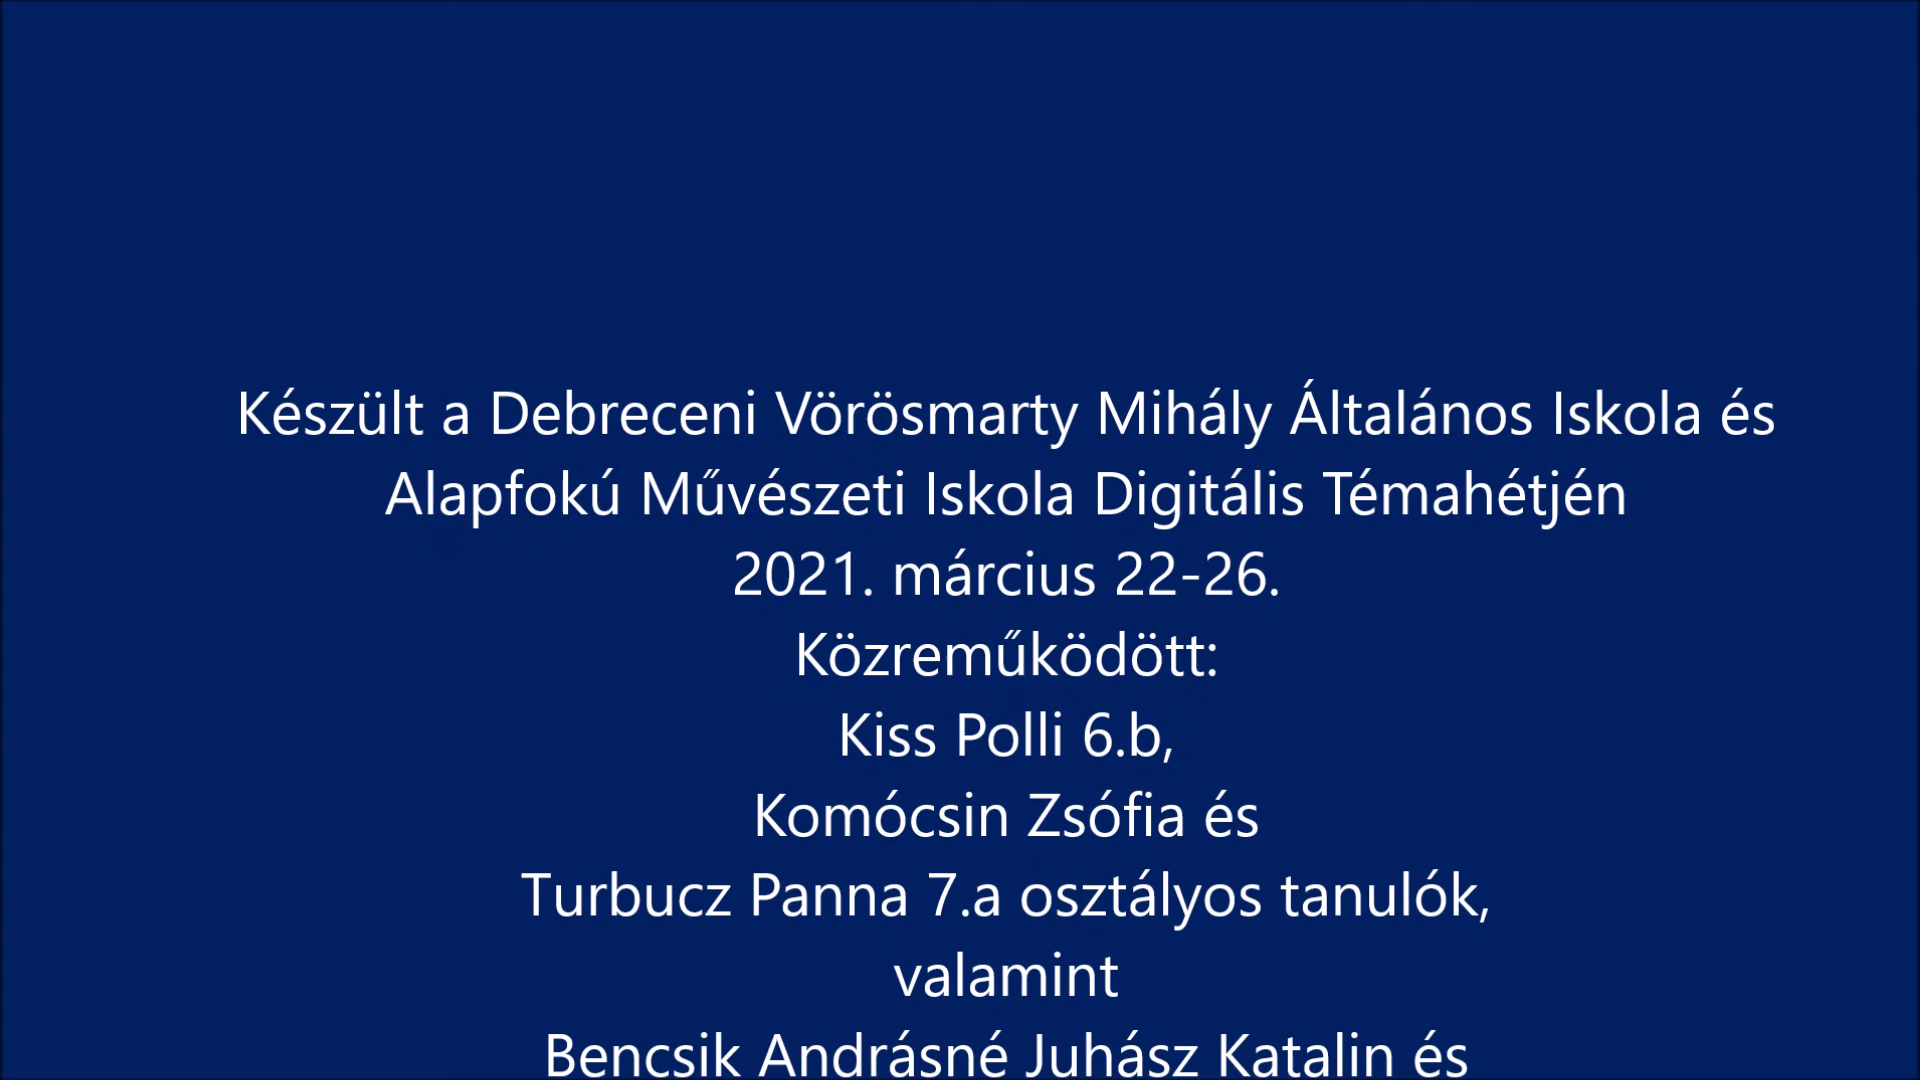 Készült a Debreceni Vörösmarty Mihály Általános Iskola és
Alapfokú Művészeti Iskola Digitális Témahétjén
2021. március 22-26.
Közreműködött:
Kiss Polli 6.b,
Komócsin Zsófia és
Turbucz Panna 7.a osztályos tanulók,
valamint
Bencsik Andrásné Juhász Katalin és